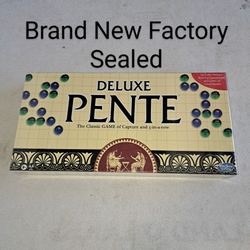 Brand New Factory
Sealed
DELUXE
PENTE
The Classic GAME of Capture and 5-in-a-row.